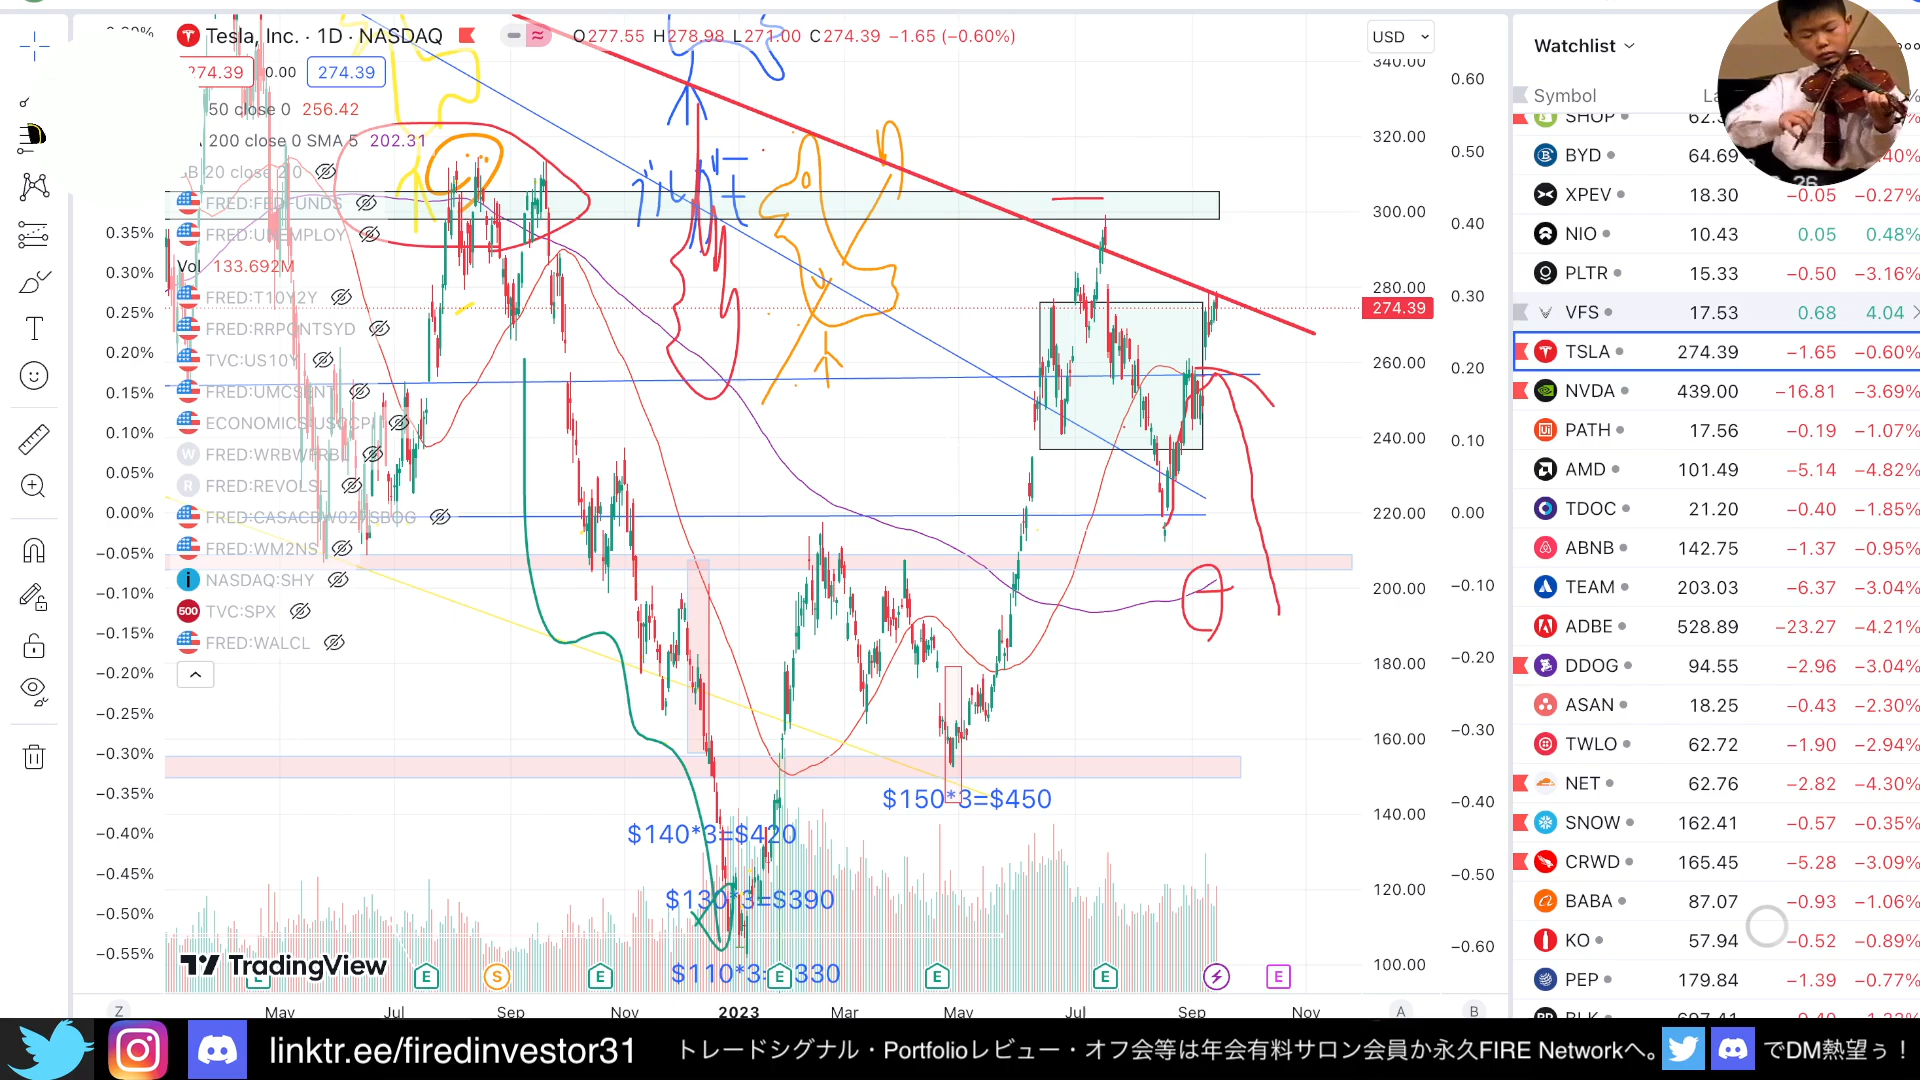 Tesla, Inc. · 1D · NASDAQ
O277.55 H278.98 L271.00 C274.39 −1.65 (−0.60%)
USD
274.39 0.00 274.39
50 close 0 256.42
200 close 0 SMA 5 202.31
20 close 2 0
FRED:FEDFUNDS
FRED:UNEMPLOY
Vol 133.692M
FRED:T10Y2Y
FRED:RRPONTSYD
TVC:US10Y
FRED:UMCSENT
ECONOMICS:USCCPI
FRED:WRBWFRBL
FRED:REVOLSL
FRED:CASACBW027SBOG
FRED:WM2NS
NASDAQ:SHY
TVC:SPX
FRED:WALCL
0.35%
0.30%
0.25%
0.20%
0.15%
0.10%
0.05%
0.00%
−0.05%
−0.10%
−0.15%
−0.20%
−0.25%
−0.30%
−0.35%
−0.40%
−0.45%
−0.50%
−0.55%
$150*3=$450
$140*3=$420
$130*3=$390
$110*3=$330
TradingView
340.00
320.00
300.00
280.00
274.39
260.00
240.00
220.00
200.00
180.00
160.00
140.00
120.00
100.00
0.60
0.50
0.40
0.30
0.20
0.10
0.00
−0.10
−0.20
−0.30
−0.40
−0.50
−0.60
E S E E E E E
Z May Jul Sep Nov 2023 Mar May Jul Sep Nov A B
Watchlist
Symbol
SHOP
BYD 64.69
XPEV 18.30 −0.05 −0.27%
NIO 10.43 0.05 0.48%
PLTR 15.33 −0.50 −3.16%
VFS 17.53 0.68 4.04
TSLA 274.39 −1.65 −0.60%
NVDA 439.00 −16.81 −3.69%
PATH 17.56 −0.19 −1.07%
AMD 101.49 −5.14 −4.82%
TDOC 21.20 −0.40 −1.85%
ABNB 142.75 −1.37 −0.95%
TEAM 203.03 −6.37 −3.04%
ADBE 528.89 −23.27 −4.21%
DDOG 94.55 −2.96 −3.04%
ASAN 18.25 −0.43 −2.30%
TWLO 62.72 −1.90 −2.94%
NET 62.76 −2.82 −4.30%
SNOW 162.41 −0.57 −0.35%
CRWD 165.45 −5.28 −3.09%
BABA 87.07 −0.93 −1.06%
KO 57.94 −0.52 −0.89%
PEP 179.84 −1.39 −0.77%
linktr.ee/firedinvestor31
トレードシグナル・Portfolioレビュー・オフ会等は年会有料サロン会員か永久FIRE Networkへ。
でDM熱望ぅ！